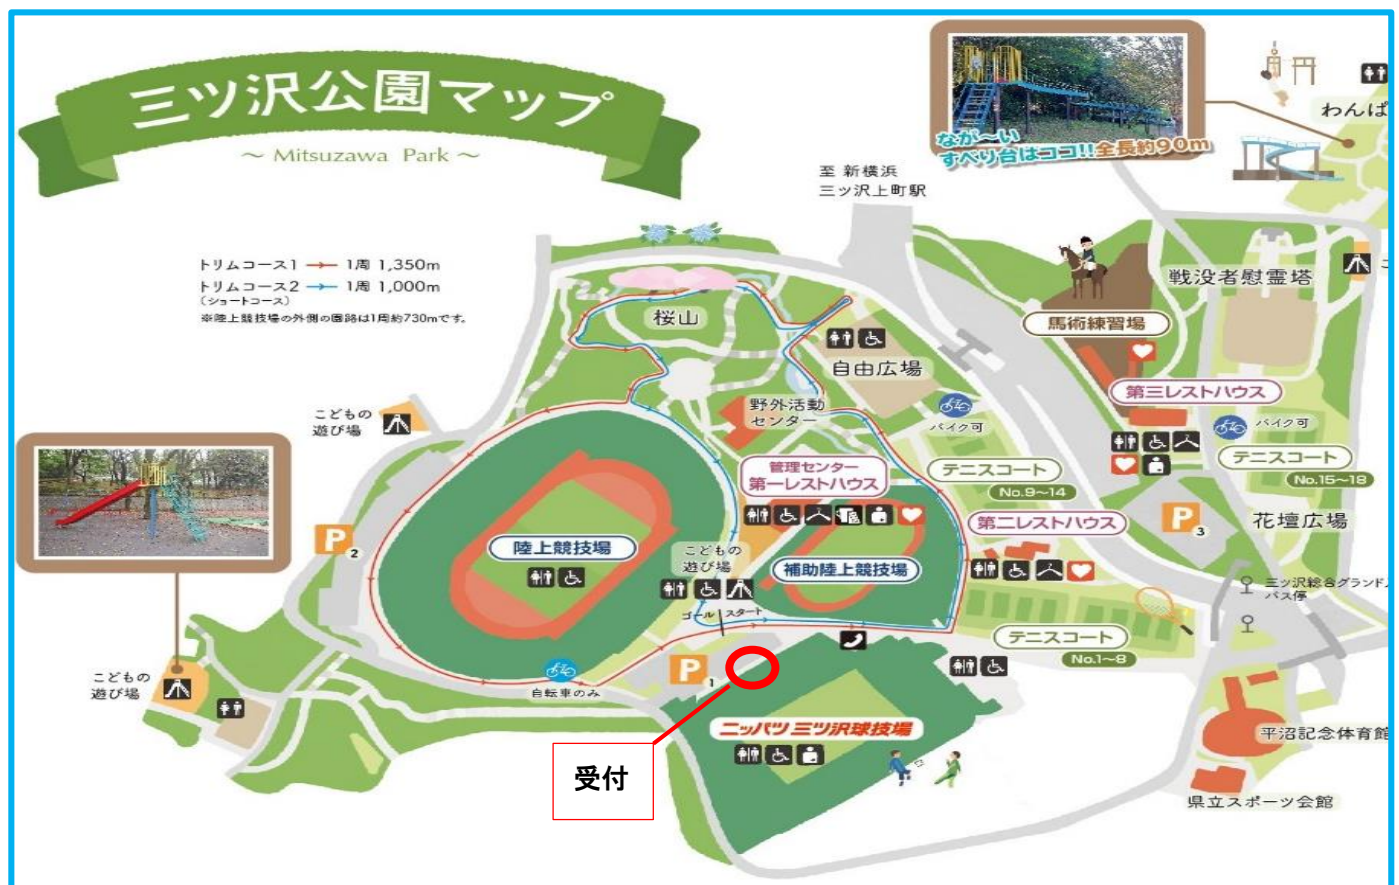 三ツ沢公園マップ
～ Mitsuzawa Park ～
なが～い
すべり台はココ!!全長約90m
わんぱ
至 新横浜
三ツ沢上町駅
トリムコース1 1周 1,350m
トリムコース2 1周 1,000m
(ショートコース)
※陸上競技場の外側の園路は1周約730mです。
桜山
戦没者慰霊塔
こ
馬術練習場
自由広場
第三レストハウス
こどもの
遊び場
野外活動
センター
バイク可
バイク可
テニスコート
No.9～14
テニスコート
No.15～18
管理センター
第一レストハウス
第二レストハウス
P3
花壇広場
P2
陸上競技場
こどもの
遊び場
補助陸上競技場
三ツ沢総合グランド
バス停
ゴール
スタート
テニスコート
No.1～8
こどもの
遊び場
自転車のみ
P1
ニッパツ 三ツ沢球技場
受付
平沼記念体育館
県立スポーツ会館